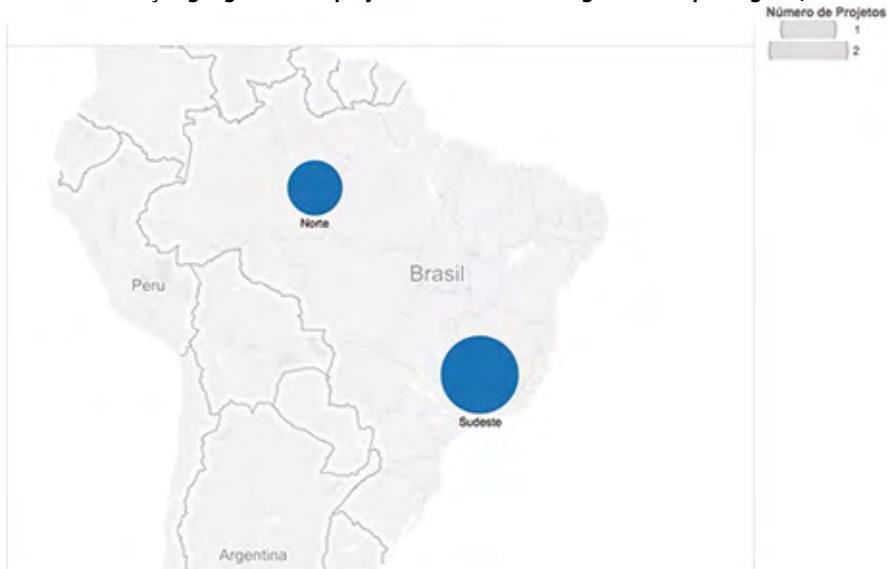 Número de Projetos
1
2
Norte
Brasil
Peru
Sudeste
Argentina